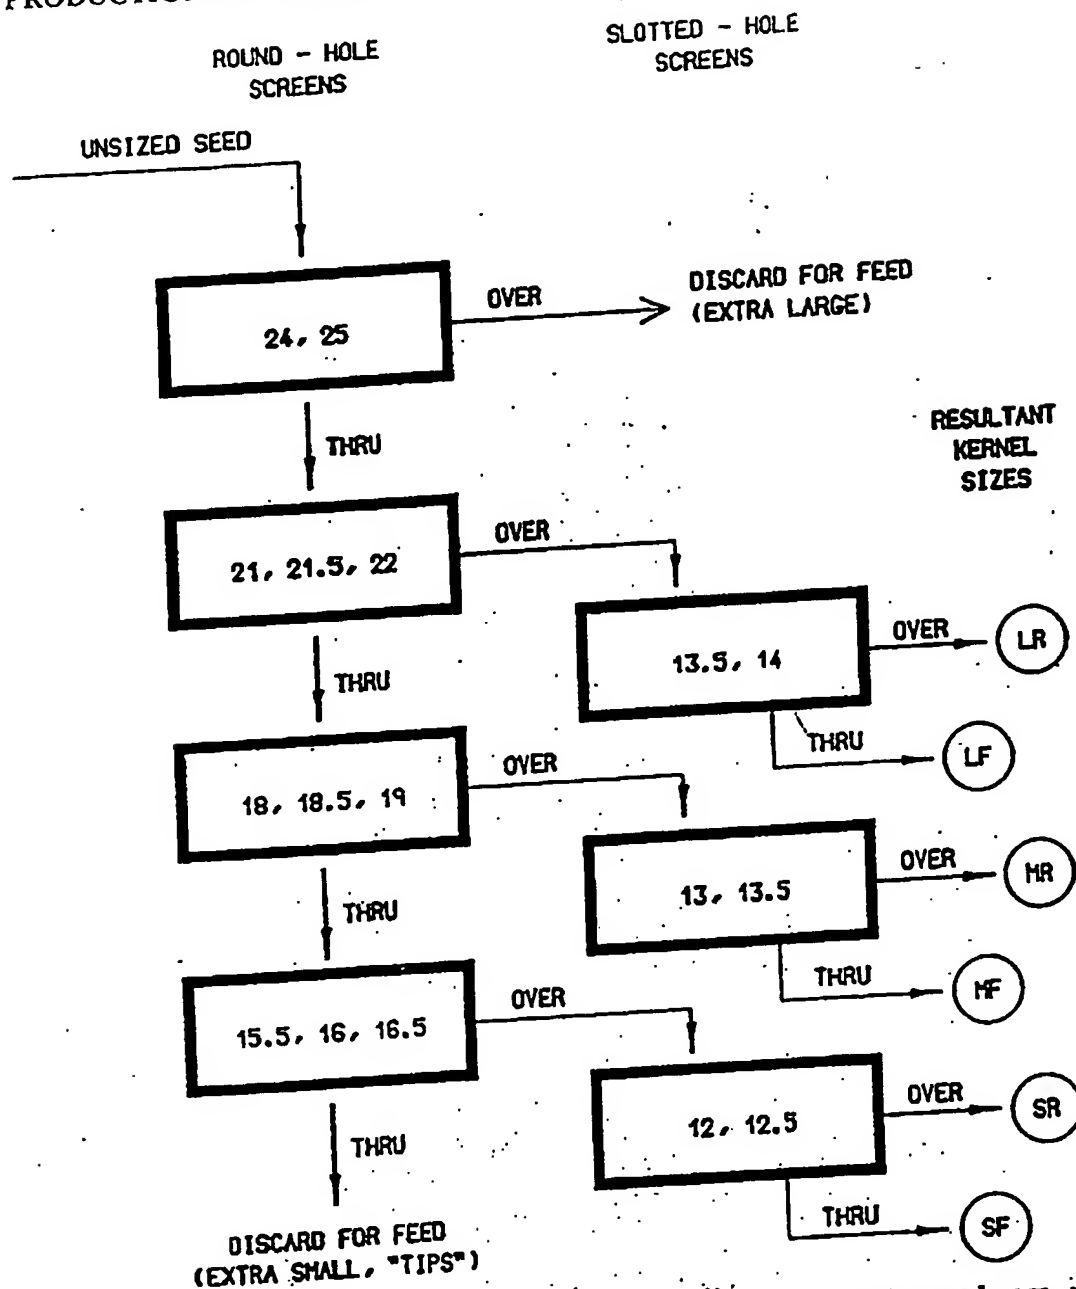 PRODUCTION
ROUND - HOLE
SCREENS
SLOTTED - HOLE
SCREENS
UNSIZED SEED
24, 25
OVER
DISCARD FOR FEED
(EXTRA LARGE)
THRU
RESULTANT
KERNEL
SIZES
21, 21.5, 22
OVER
13.5, 14
OVER
LR
THRU
THRU
LF
18, 18.5, 19
OVER
13, 13.5
OVER
MR
THRU
THRU
MF
15.5, 16, 16.5
OVER
12, 12.5
OVER
SR
THRU
THRU
SF
DISCARD FOR FEED
(EXTRA SMALL, "TIPS")